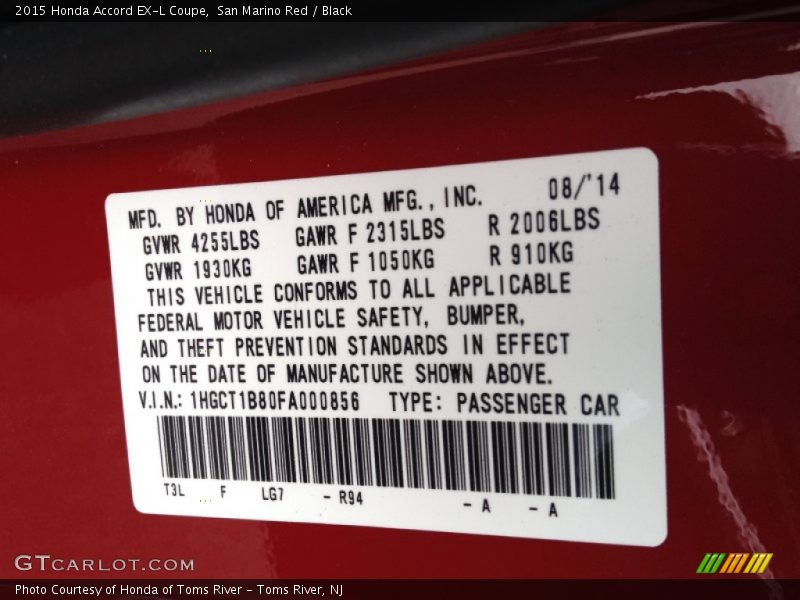 2015 Honda Accord EX-L Coupe, San Marino Red / Black
MFD. BY HONDA OF AMERICA MFG., INC. 08/'14
GVWR 4255LBS GAWR F 2315LBS R 2006LBS
GVWR 1930KG GAWR F 1050KG R 910KG
THIS VEHICLE CONFORMS TO ALL APPLICABLE
FEDERAL MOTOR VEHICLE SAFETY, BUMPER,
AND THEFT PREVENTION STANDARDS IN EFFECT
ON THE DATE OF MANUFACTURE SHOWN ABOVE.
V.I.N.: 1HGCT1B80FA000856 TYPE: PASSENGER CAR
T3L F LG7 - R94 - A - A
GTCARLOT.COM
Photo Courtesy of Honda of Toms River - Toms River, NJ